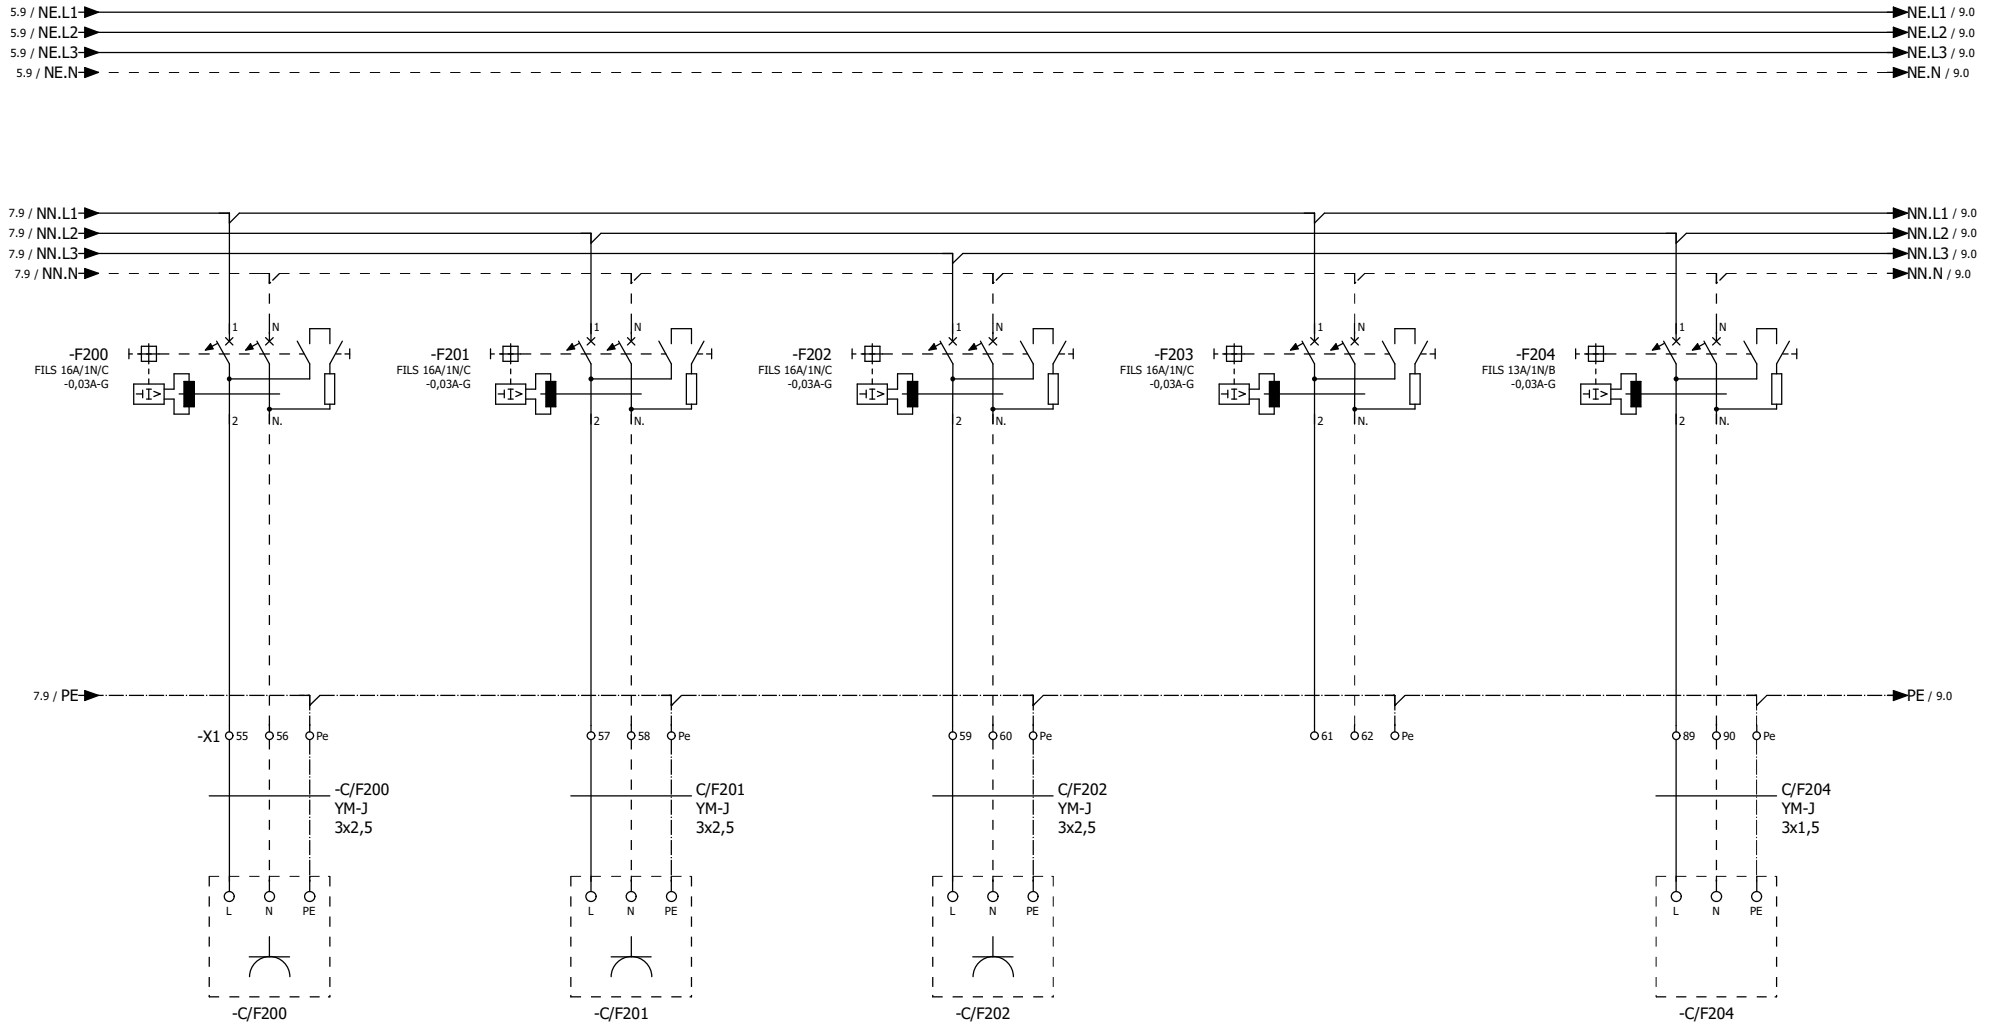 5.9 / NE.L1 NE.L1 / 9.0
5.9 / NE.L2 NE.L2 / 9.0
5.9 / NE.L3 NE.L3 / 9.0
5.9 / NE.N NE.N / 9.0
7.9 / NN.L1 NN.L1 / 9.0
7.9 / NN.L2 NN.L2 / 9.0
7.9 / NN.L3 NN.L3 / 9.0
7.9 / NN.N NN.N / 9.0
1 N 1 N 1 N 1 N 1 N
-F200
FILS 16A/1N/C
-0,03A-G
-F201
FILS 16A/1N/C
-0,03A-G
-F202
FILS 16A/1N/C
-0,03A-G
-F203
FILS 16A/1N/C
-0,03A-G
-F204
FILS 13A/1N/B
-0,03A-G
I> I> I> I> I>
2 N. 2 N. 2 N. 2 N. 2 N.
7.9 / PE PE / 9.0
-X1 55 56 Pe 57 58 Pe 59 60 Pe 61 62 Pe 89 90 Pe
-C/F200
YM-J
3x2,5
C/F201
YM-J
3x2,5
C/F202
YM-J
3x2,5
C/F204
YM-J
3x1,5
L N PE L N PE L N PE L N PE
-C/F200 -C/F201 -C/F202 -C/F204